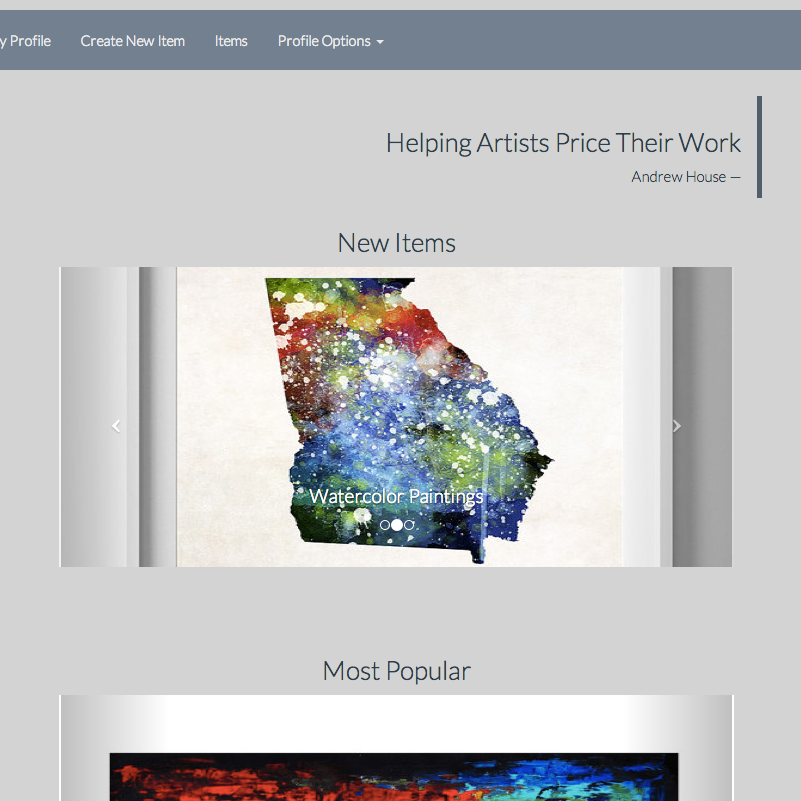 y Profile Create New Item Items Profile Options
Helping Artists Price Their Work
Andrew House —
New Items
Watercolor Paintings
Most Popular